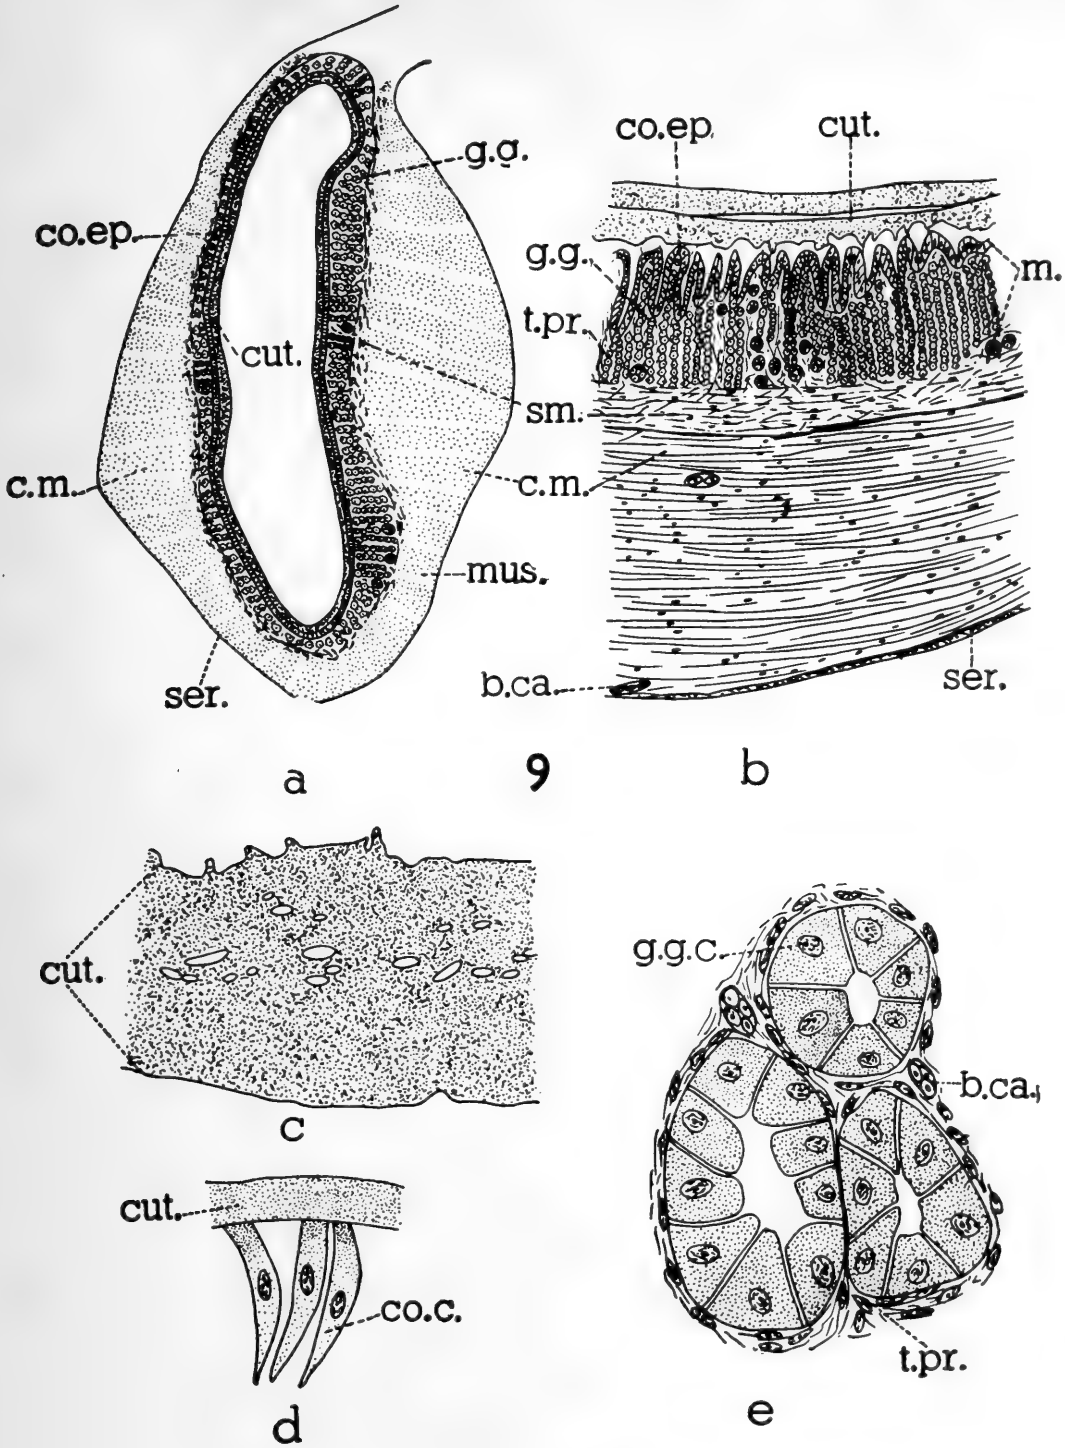 co.ep. cut.
g.g.
co.ep.
g.g.
m.
t.pr.
cut.
sm.
c.m. c.m.
mus.
b.ca. ser.
ser.
a 9 b
cut.
g.g.c.
b.ca.
c
cut.
co.c.
t.pr.
d e